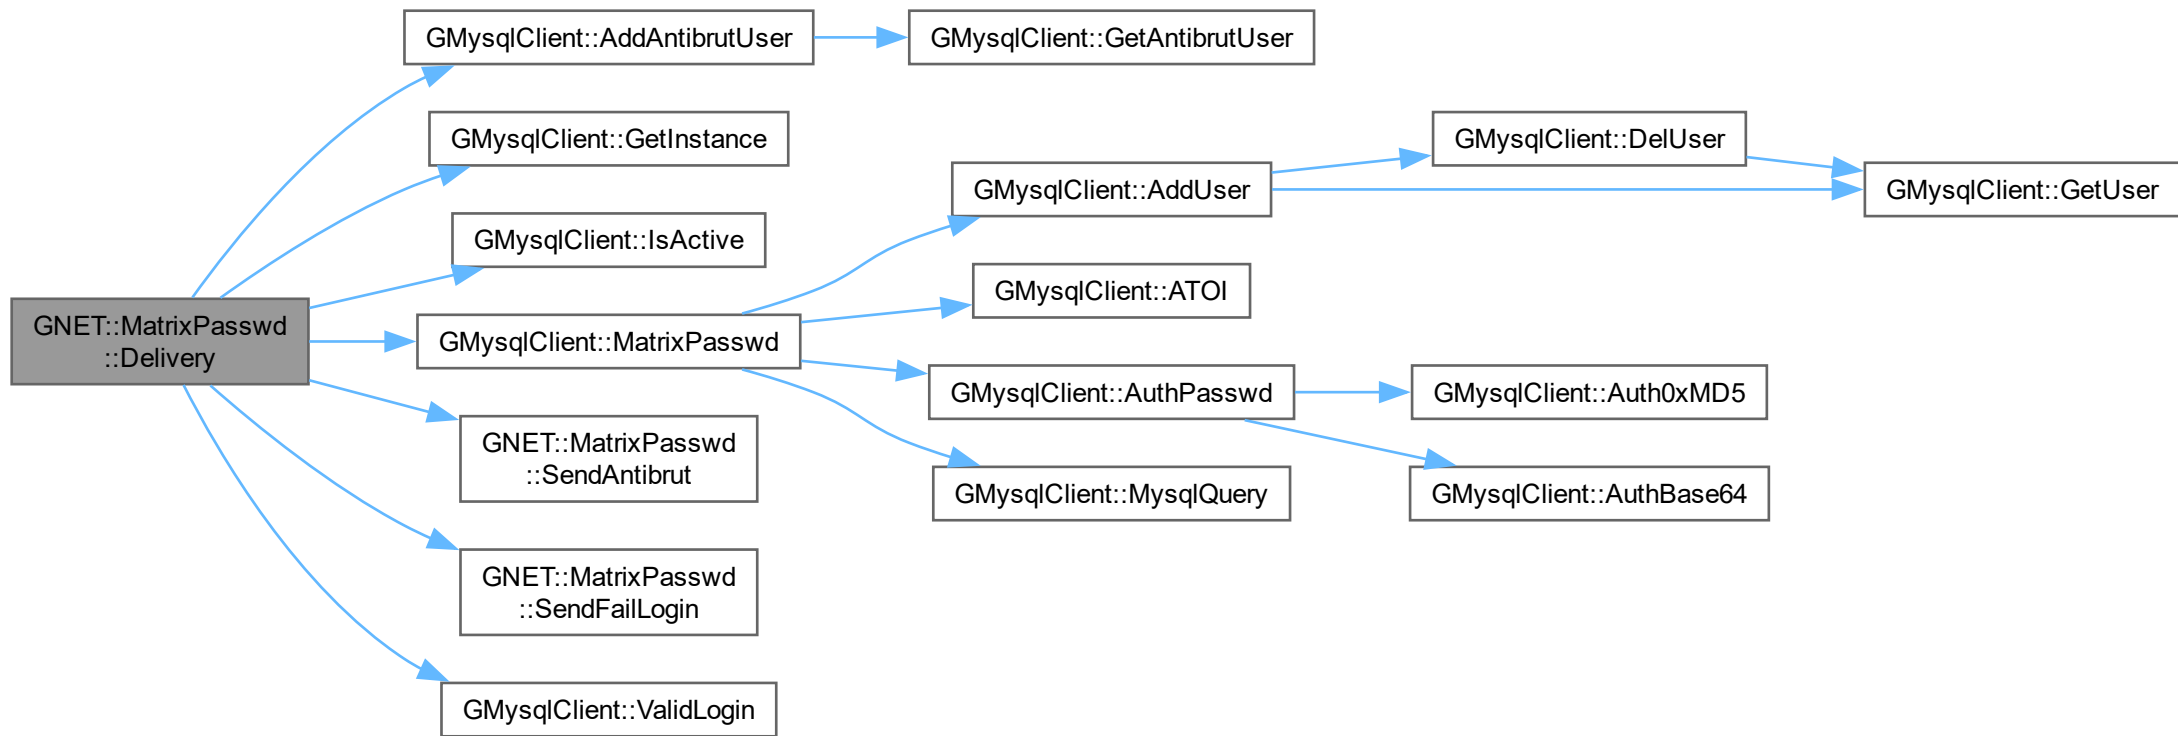 GMysqlClient::AddAntibrutUser
GMysqlClient::GetAntibrutUser
GMysqlClient::GetInstance
GMysqlClient::DelUser
GMysqlClient::AddUser
GMysqlClient::GetUser
GMysqlClient::IsActive
GMysqlClient::ATOI
GNET::MatrixPasswd
::Delivery
GMysqlClient::MatrixPasswd
GMysqlClient::AuthPasswd
GMysqlClient::Auth0xMD5
GNET::MatrixPasswd
::SendAntibrut
GMysqlClient::MysqlQuery
GMysqlClient::AuthBase64
GNET::MatrixPasswd
::SendFailLogin
GMysqlClient::ValidLogin